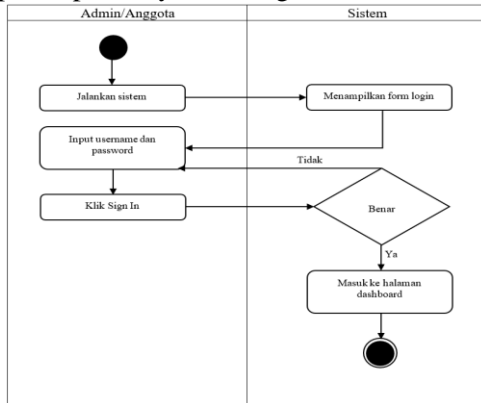 Admin/Anggota
Sistem
Jalankan sistem
Menampilkan form login
Input username dan
password
Tidak
Klik Sign In
Benar
Ya
Masuk ke halaman
dashboard